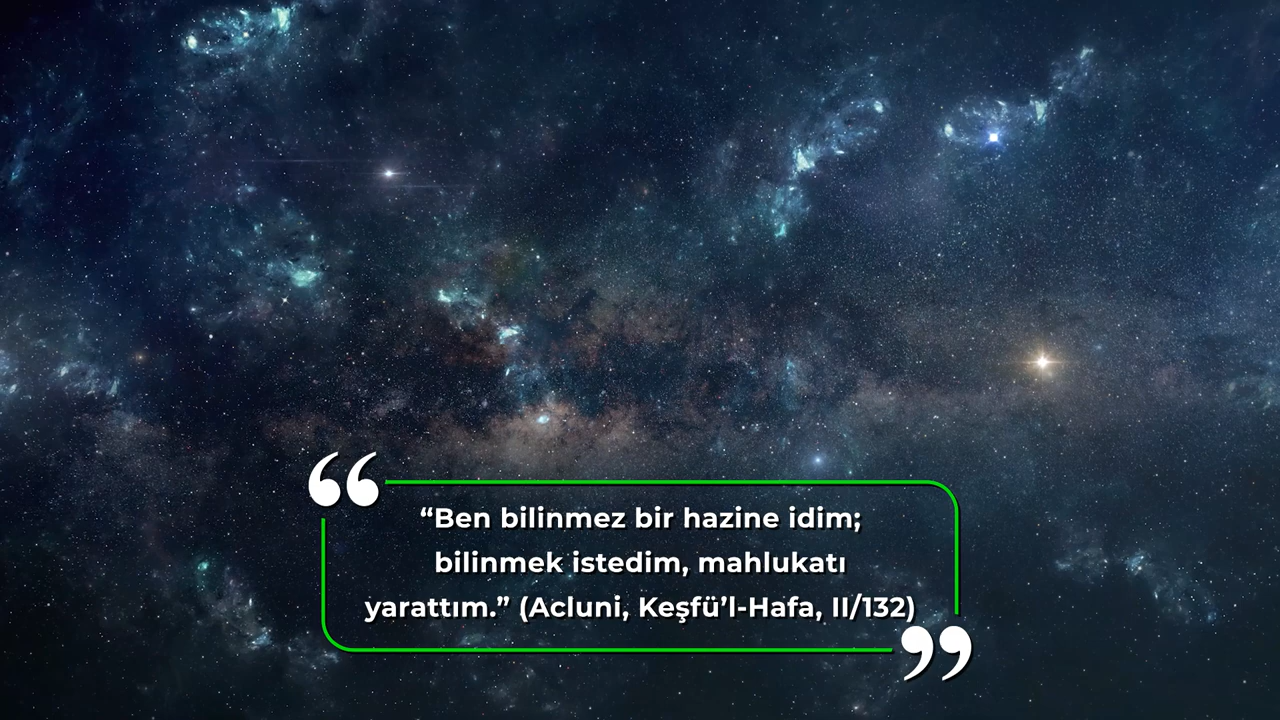 “Ben bilinmez bir hazine idim;
bilinmek istedim, mahlukatı
yarattım.” (Acluni, Keşfü’l-Hafa, II/132)